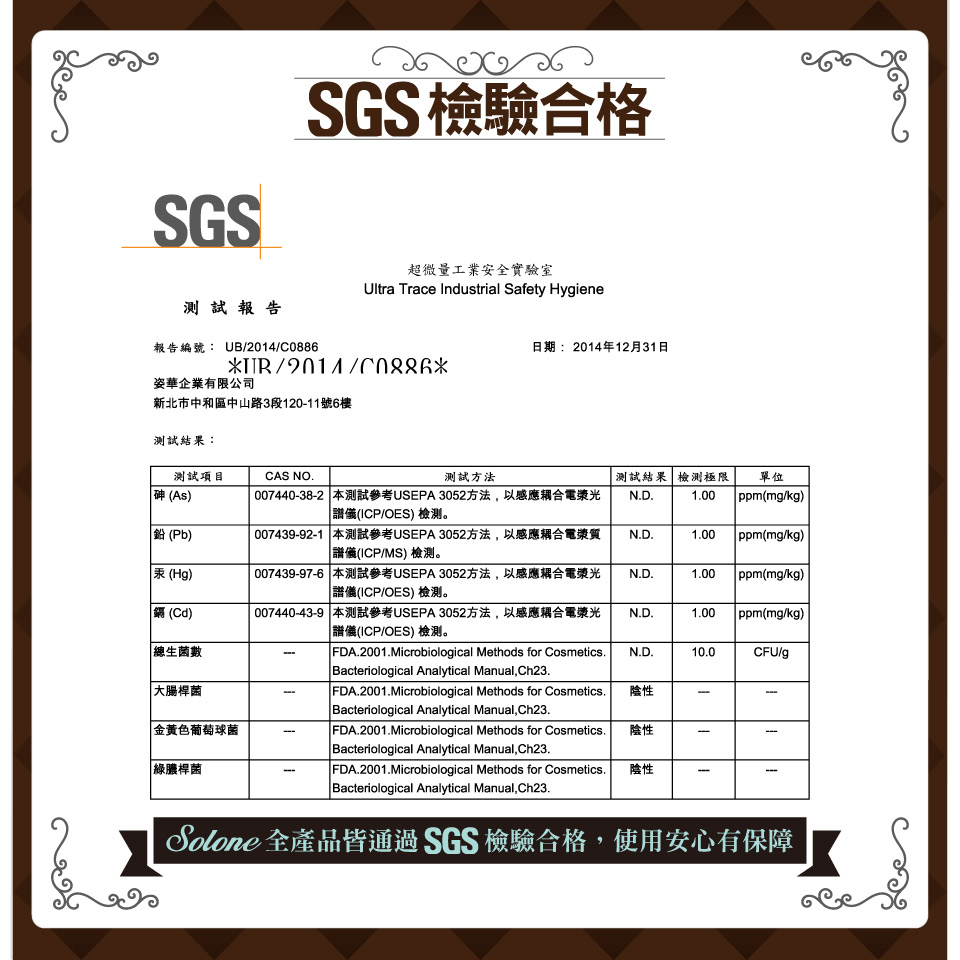 SGS檢驗合格
SGS
超微量工業安全實驗室
Ultra Trace Industrial Safety Hygiene
測 試 報 告
報告編號： UB/2014/C0886 日期： 2014年12月31日
*UB/2014/C0886*
姿華企業有限公司
新北市中和區中山路3段120-11號6樓
測試結果：
測試項目 CAS NO. 測試方法 測試結果 檢測極限 單位
砷 (As) 007440-38-2 本測試參考USEPA 3052方法，以感應耦合電漿光 N.D. 1.00 ppm(mg/kg)
譜儀(ICP/OES) 檢測。
鉛 (Pb) 007439-92-1 本測試參考USEPA 3052方法，以感應耦合電漿質 N.D. 1.00 ppm(mg/kg)
譜儀(ICP/MS) 檢測。
汞 (Hg) 007439-97-6 本測試參考USEPA 3052方法，以感應耦合電漿光 N.D. 1.00 ppm(mg/kg)
譜儀(ICP/OES) 檢測。
鎘 (Cd) 007440-43-9 本測試參考USEPA 3052方法，以感應耦合電漿光 N.D. 1.00 ppm(mg/kg)
譜儀(ICP/OES) 檢測。
總生菌數 --- FDA.2001.Microbiological Methods for Cosmetics. N.D. 10.0 CFU/g
Bacteriological Analytical Manual,Ch23.
大腸桿菌 --- FDA.2001.Microbiological Methods for Cosmetics. 陰性 --- ---
Bacteriological Analytical Manual,Ch23.
金黃色葡萄球菌 --- FDA.2001.Microbiological Methods for Cosmetics. 陰性 --- ---
Bacteriological Analytical Manual,Ch23.
綠膿桿菌 --- FDA.2001.Microbiological Methods for Cosmetics. 陰性 --- ---
Bacteriological Analytical Manual,Ch23.
Solone 全產品皆通過 SGS 檢驗合格，使用安心有保障